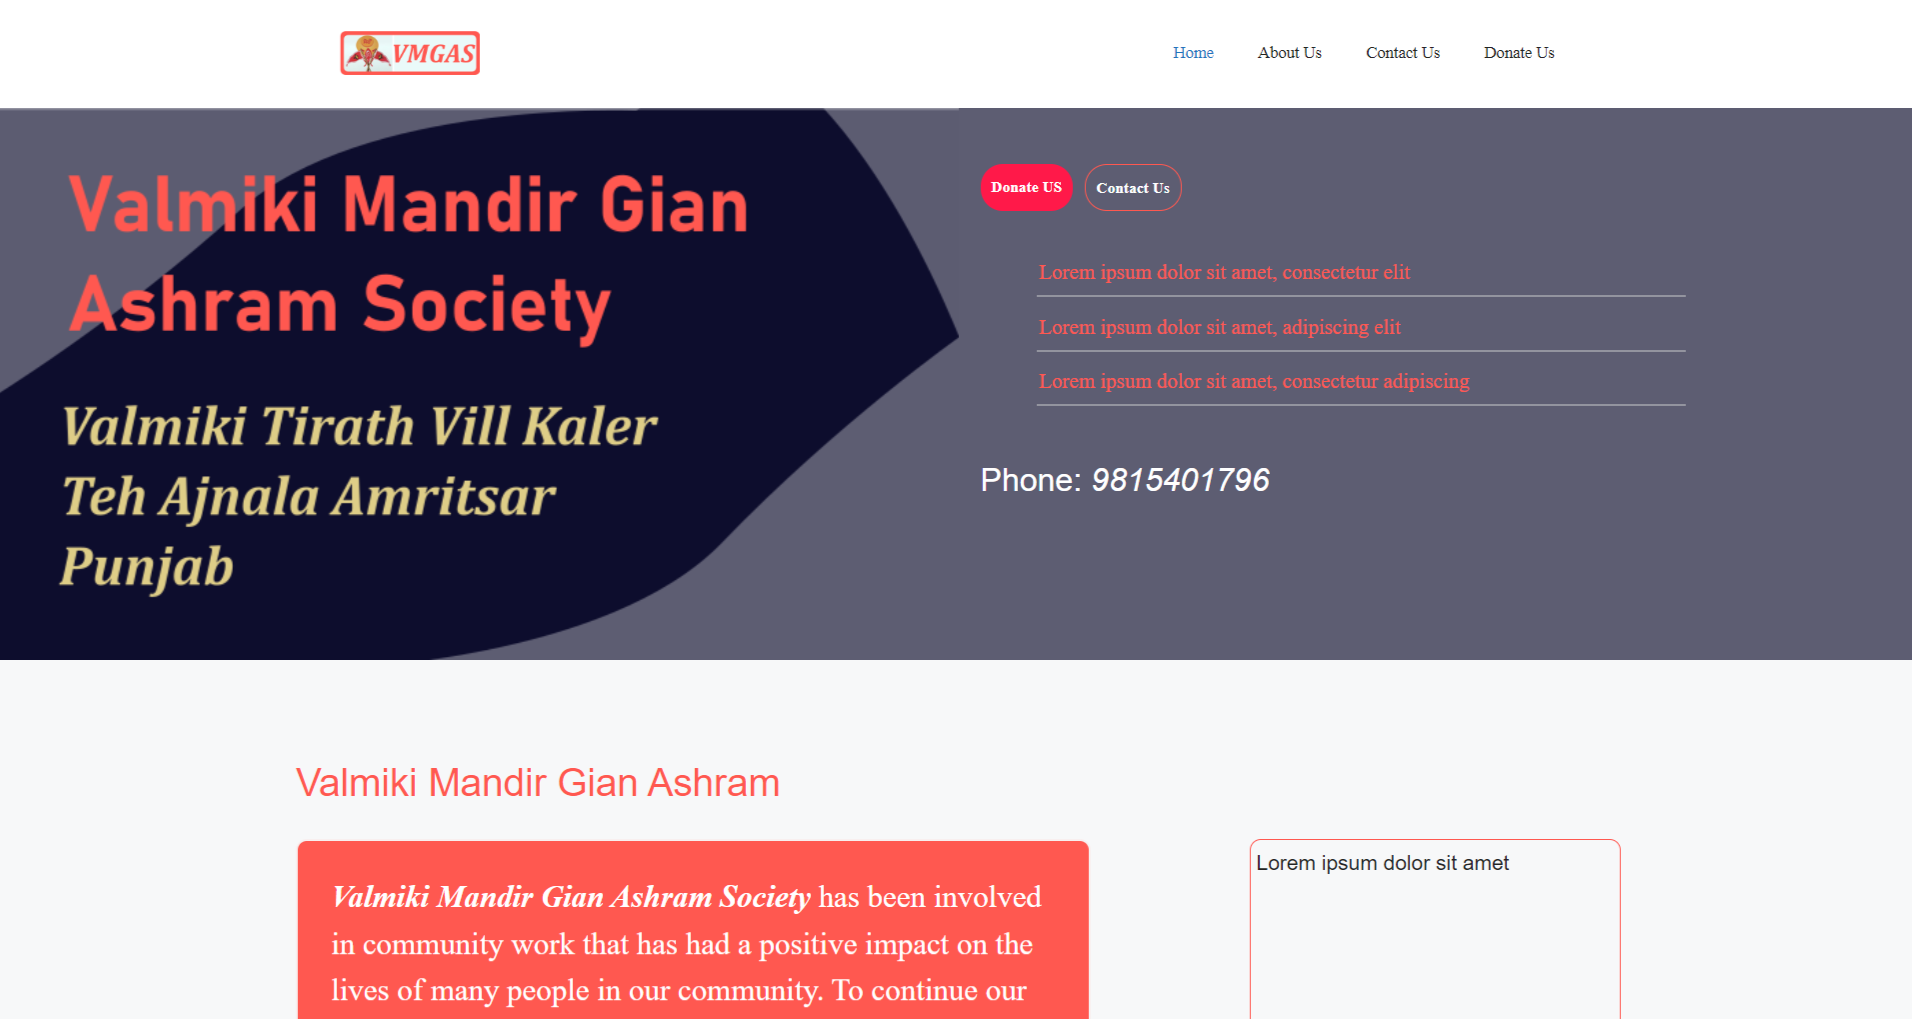 VMGAS
Home
About Us
Contact Us
Donate Us
Valmiki Mandir Gian
Ashram Society
Valmiki Tirath Vill Kaler
Teh Ajnala Amritsar
Punjab
Donate US
Contact Us
Lorem ipsum dolor sit amet, consectetur elit
Lorem ipsum dolor sit amet, adipiscing elit
Lorem ipsum dolor sit amet, consectetur adipiscing
Phone: 9815401796
Valmiki Mandir Gian Ashram
Valmiki Mandir Gian Ashram Society has been involved
in community work that has had a positive impact on the
lives of many people in our community. To continue our
Lorem ipsum dolor sit amet